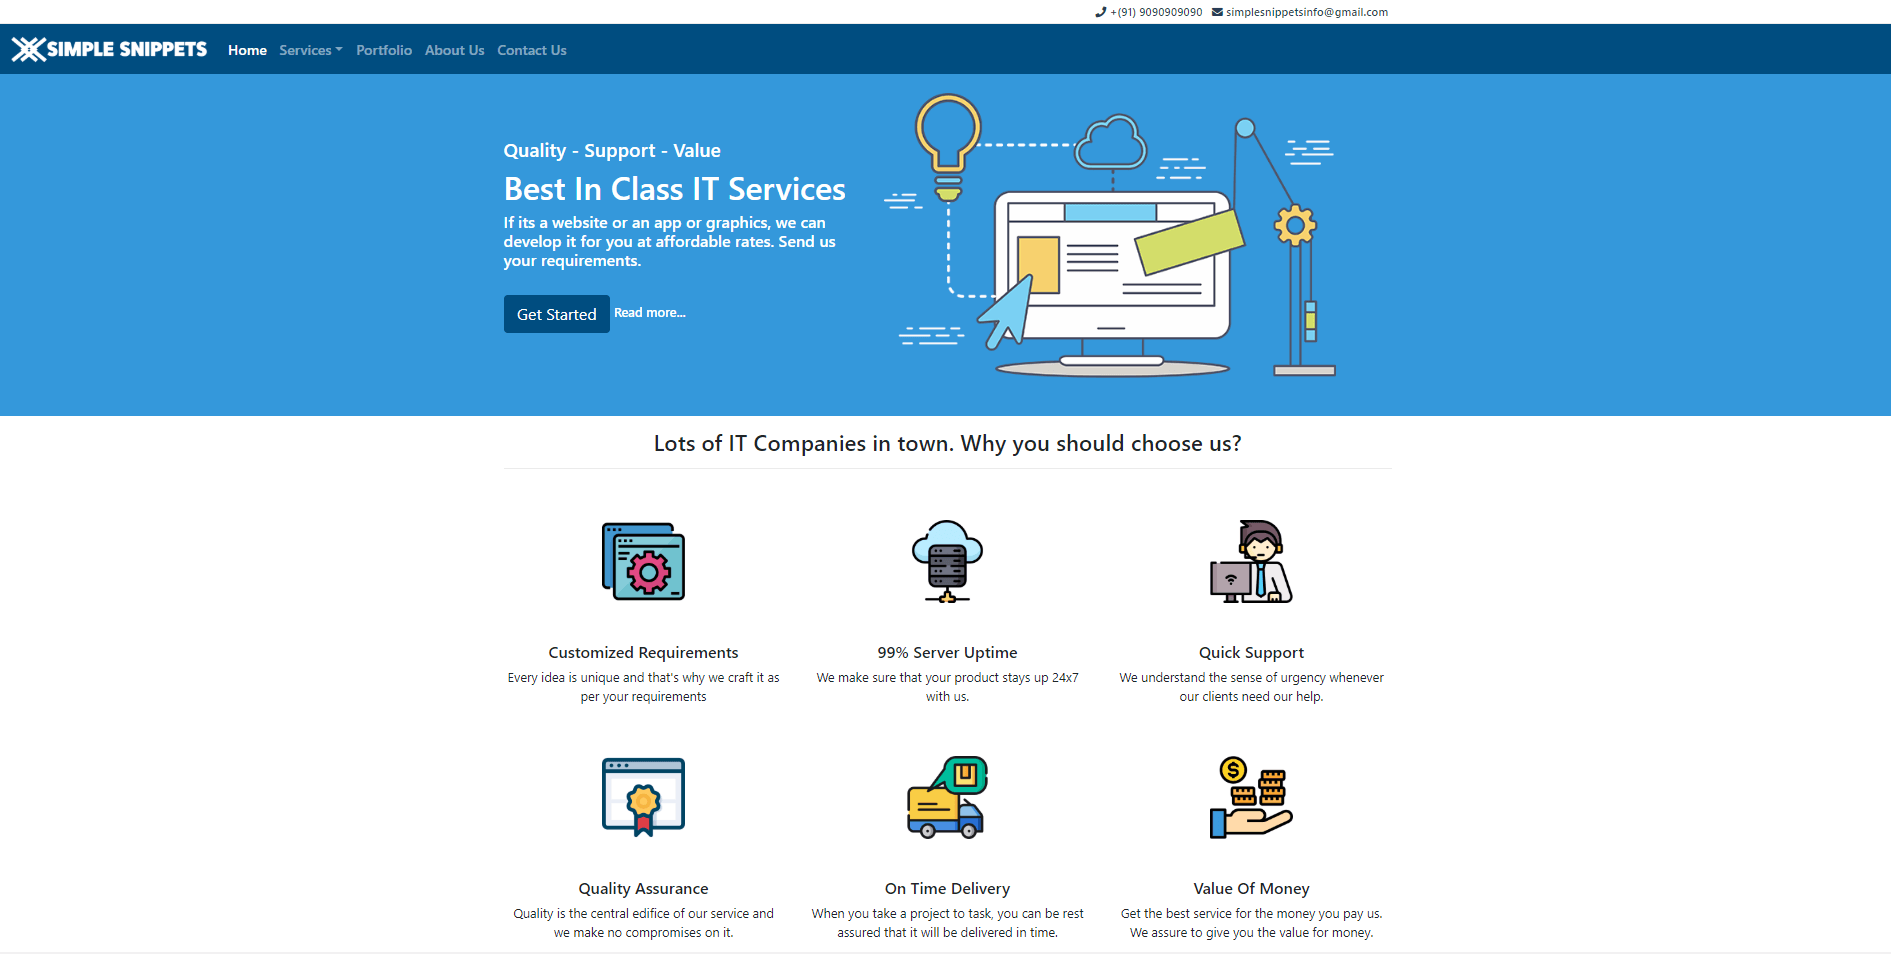 +(91) 9090909090 simplesnippetsinfo@gmail.com
SIMPLE SNIPPETS Home Services Portfolio About Us Contact Us
Quality - Support - Value
Best In Class IT Services
If its a website or an app or graphics, we can
develop it for you at affordable rates. Send us
your requirements.
Get Started Read more...
Lots of IT Companies in town. Why you should choose us?
Customized Requirements
Every idea is unique and that's why we craft it as
per your requirements
99% Server Uptime
We make sure that your product stays up 24x7
with us.
Quick Support
We understand the sense of urgency whenever
our clients need our help.
Quality Assurance
Quality is the central edifice of our service and
we make no compromises on it.
On Time Delivery
When you take a project to task, you can be rest
assured that it will be delivered in time.
Value Of Money
Get the best service for the money you pay us.
We assure to give you the value for money.